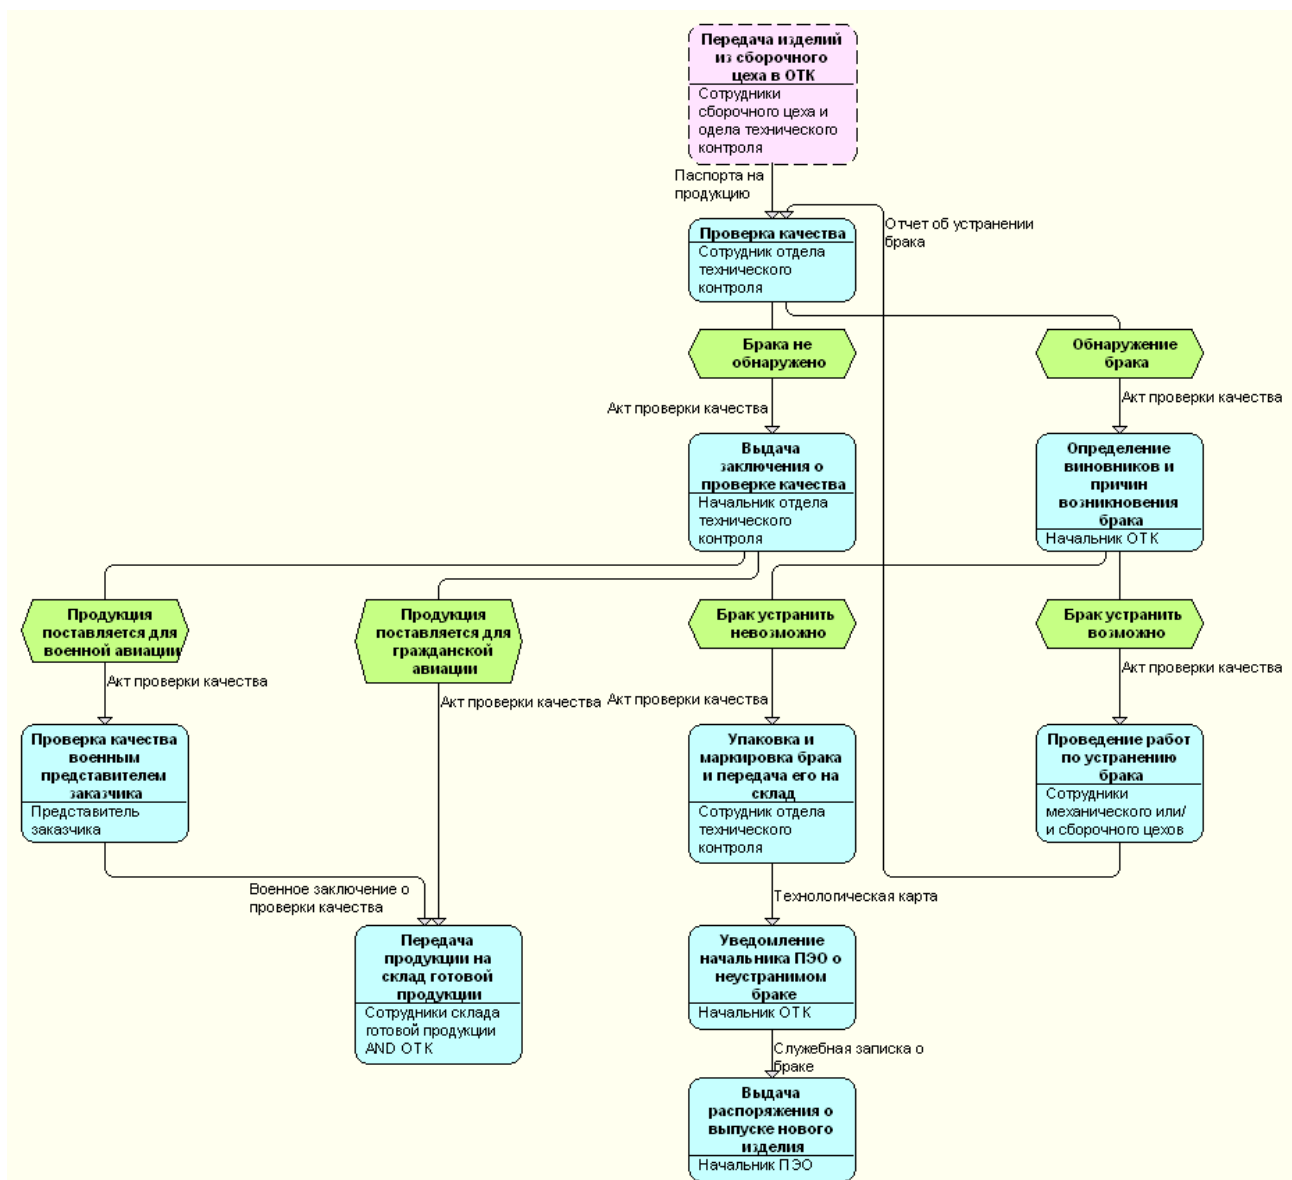 Передача изделий
из сборочного
цеха в ОТК
Сотрудники
сборочного цеха и
одела технического
контроля
Паспорта на
продукцию
Отчет об устранении
брака
Проверка качества
Сотрудник отдела
технического
контроля
Брака не
обнаружено
Обнаружение
брака
Акт проверки качества
Акт проверки качества
Выдача
заключения о
проверке качества
Начальник отдела
технического
контроля
Определение
виновников и
причин
возникновения
брака
Начальник ОТК
Продукция
поставляется для
военной авиации
Продукция
поставляется для
гражданской
авиации
Брак устранить
невозможно
Брак устранить
возможно
Акт проверки качества
Акт проверки качества
Акт проверки качества
Акт проверки качества
Проверка качества
военным
представителем
заказчика
Представитель
заказчика
Упаковка и
маркировка брака
и передача его на
склад
Сотрудник отдела
технического
контроля
Проведение работ
по устранению
брака
Сотрудники
механического или/
и сборочного цехов
Военное заключение о
проверки качества
Технологическая карта
Передача
продукции на
склад готовой
продукции
Сотрудники склада
готовой продукции
AND ОТК
Уведомление
начальника ПЭО о
неустранимом
браке
Начальник ОТК
Служебная записка о
браке
Выдача
распоряжения о
выпуске нового
изделия
Начальник ПЭО